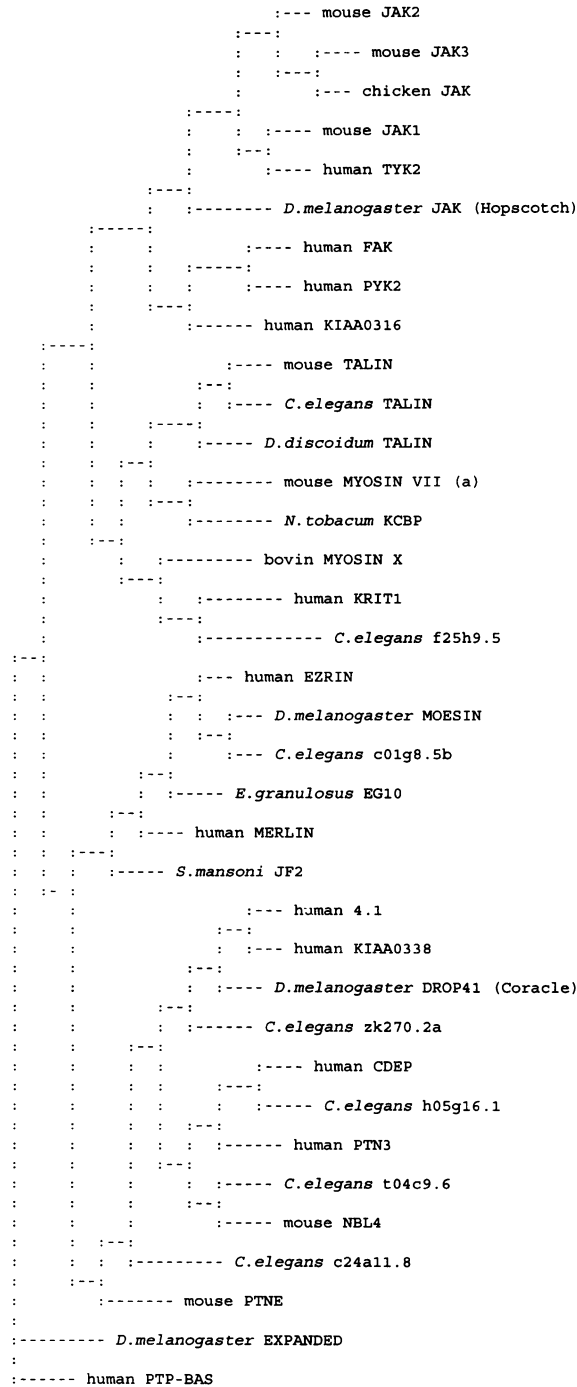 mouse JAK2
mouse JAK3
chicken JAK
mouse JAK1
human TYK2
D.melanogaster JAK (Hopscotch)
human FAK
human PYK2
human KIAA0316
mouse TALIN
C.elegans TALIN
D.discoidum TALIN
mouse MYOSIN VII (a)
N.tobacum KCBP
bovin MYOSIN X
human KRIT1
C.elegans f25h9.5
human EZRIN
D.melanogaster MOESIN
C.elegans c01g8.5b
E.granulosus EG10
human MERLIN
S.mansoni JF2
human 4.1
human KIAA0338
D.melanogaster DROP41 (Coracle)
C.elegans zk270.2a
human CDEP
C.elegans h05g16.1
human PTN3
C.elegans t04c9.6
mouse NBL4
C.elegans c24a11.8
mouse PTNE
D.melanogaster EXPANDED
human PTP-BAS